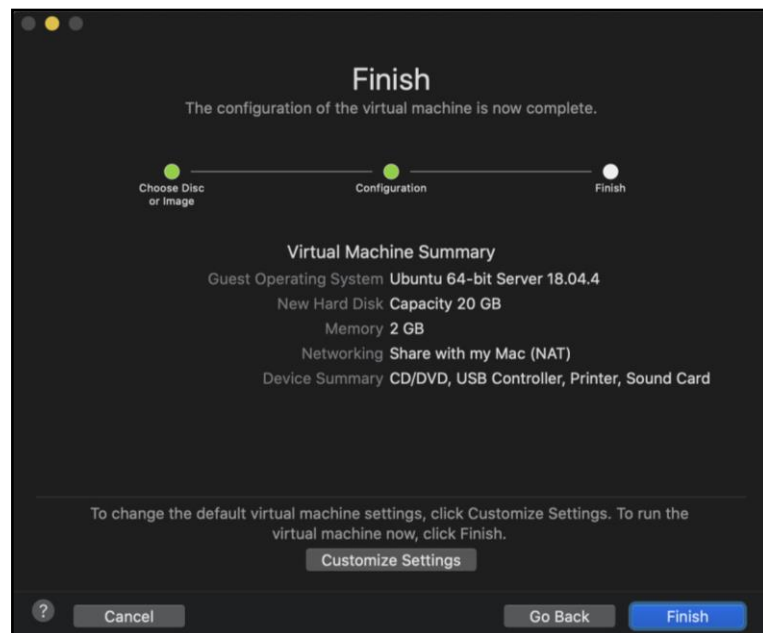 Finish
The configuration of the virtual machine is now complete.
Choose Disc
or Image
Configuration
Finish
Virtual Machine Summary
Guest Operating System Ubuntu 64-bit Server 18.04.4
New Hard Disk Capacity 20 GB
Memory 2 GB
Networking Share with my Mac (NAT)
Device Summary CD/DVD, USB Controller, Printer, Sound Card
To change the default virtual machine settings, click Customize Settings. To run the
virtual machine now, click Finish.
Customize Settings
? Cancel Go Back Finish